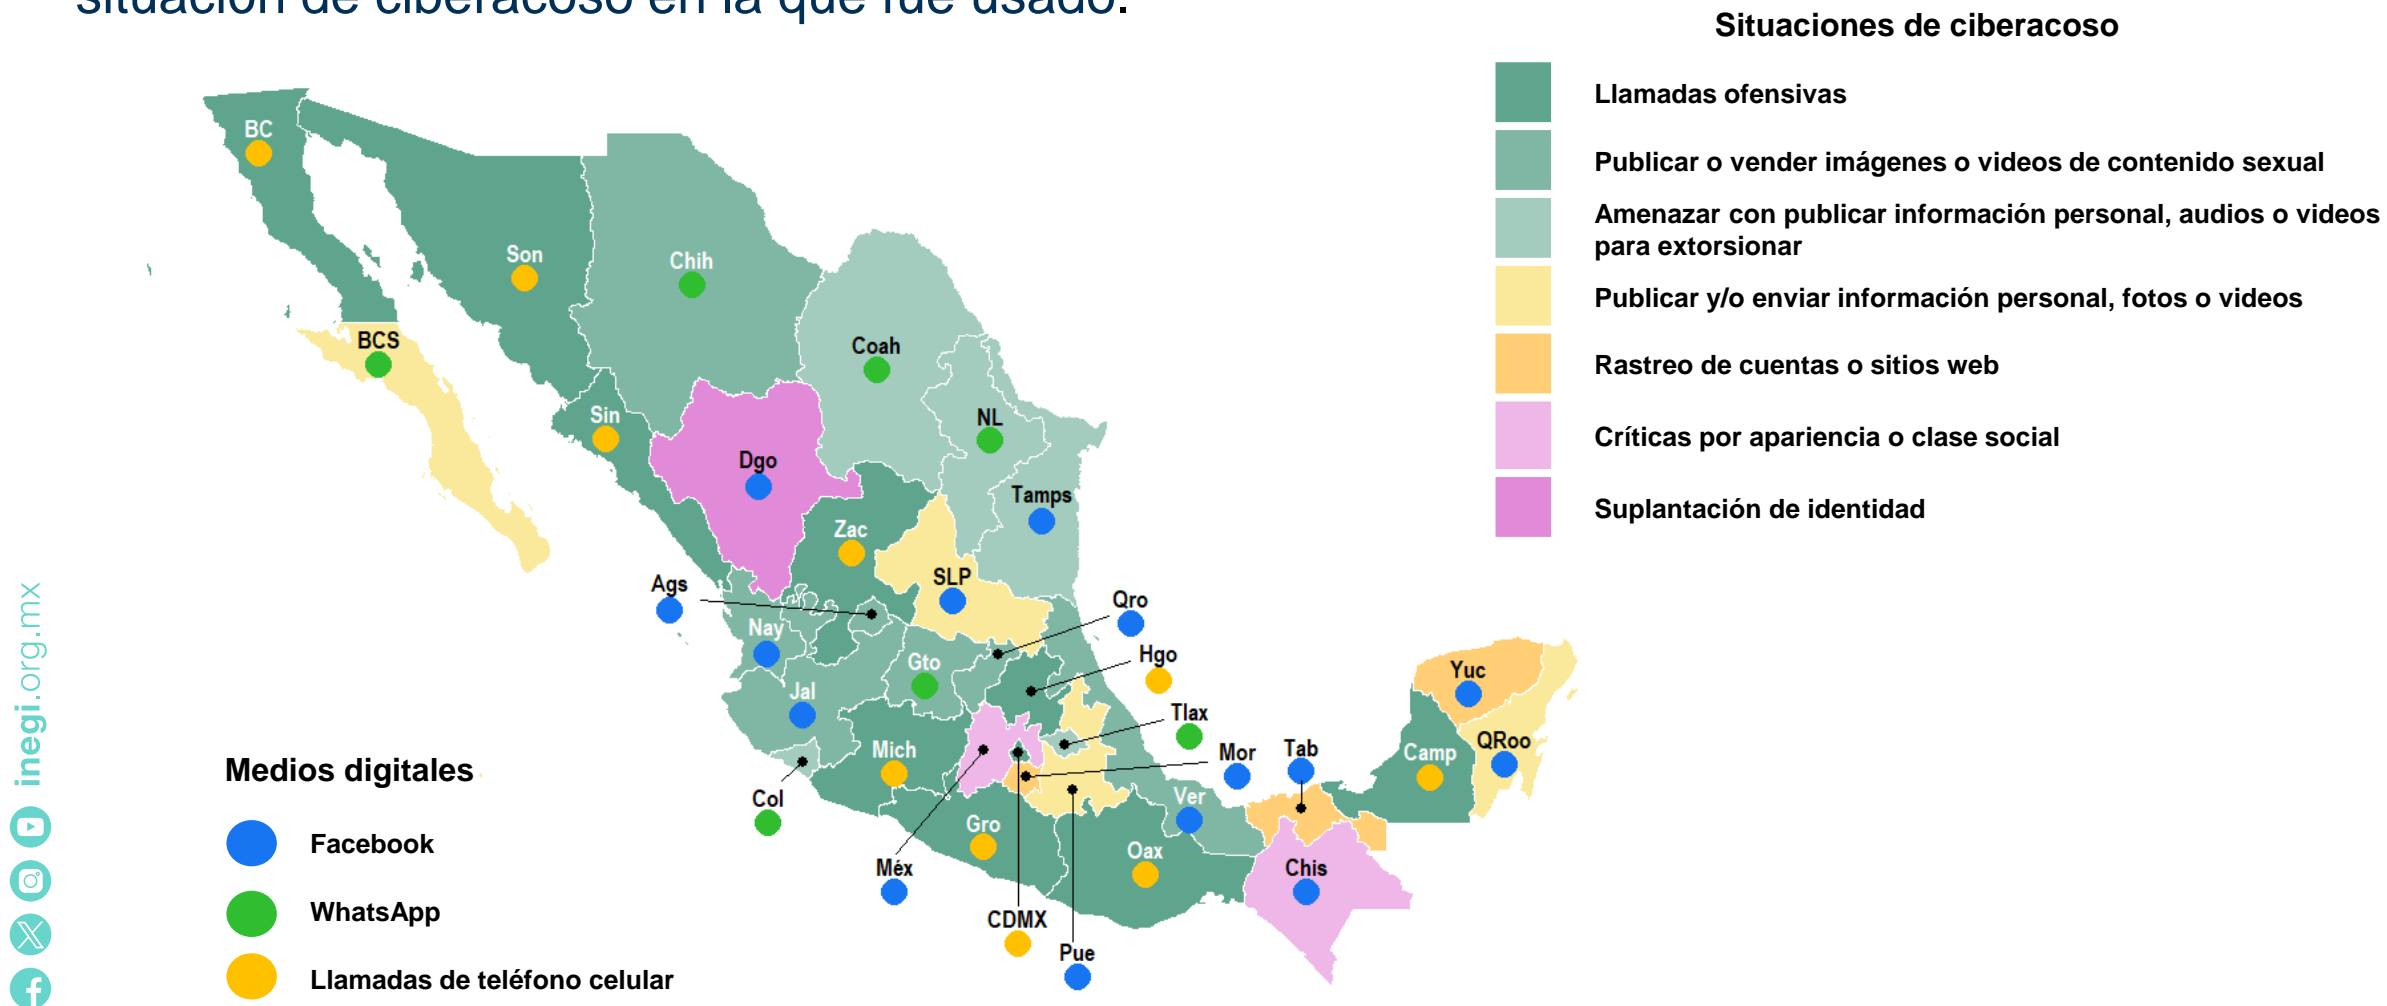 situación de ciberacoso en la que fue usado.
Situaciones de ciberacoso
Llamadas ofensivas
Publicar o vender imágenes o videos de contenido sexual
Amenazar con publicar información personal, audios o videos
para extorsionar
Publicar y/o enviar información personal, fotos o videos
Rastreo de cuentas o sitios web
Críticas por apariencia o clase social
Suplantación de identidad
BC
Son
Chih
BCS
Coah
Sin
NL
Dgo
Tamps
Zac
SLP
Ags
Qro
Nay
Hgo
Gto
Yuc
Jal
Tlax
QRoo
Mich
Mor
Tab
Camp
Col
Ver
Gro
Oax
Méx
Chis
CDMX
Pue
Medios digitales
Facebook
WhatsApp
Llamadas de teléfono celular
inegi.org.mx